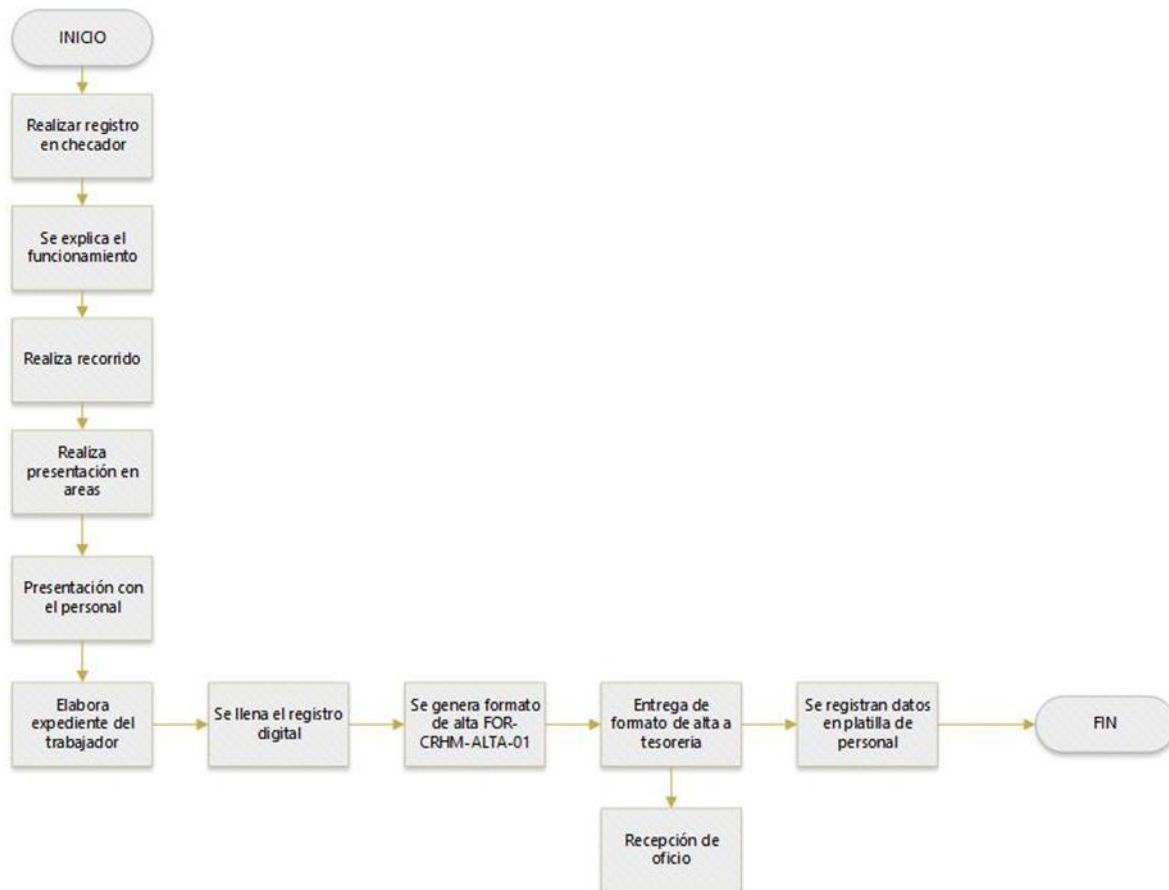 INICIO
Realizar registro
en checador
Se explica el
funcionamiento
Realiza recorrido
Realiza
presentación en
areas
Presentación con
el personal
Elabora
expediente del
trabajador
Se llena el registro
digital
Se genera formato
de alta FOR-
CRHM-ALTA-01
Entrega de
formato de alta a
tesoreria
Se registran datos
en platilla de
personal
FIN
Recepción de
oficio